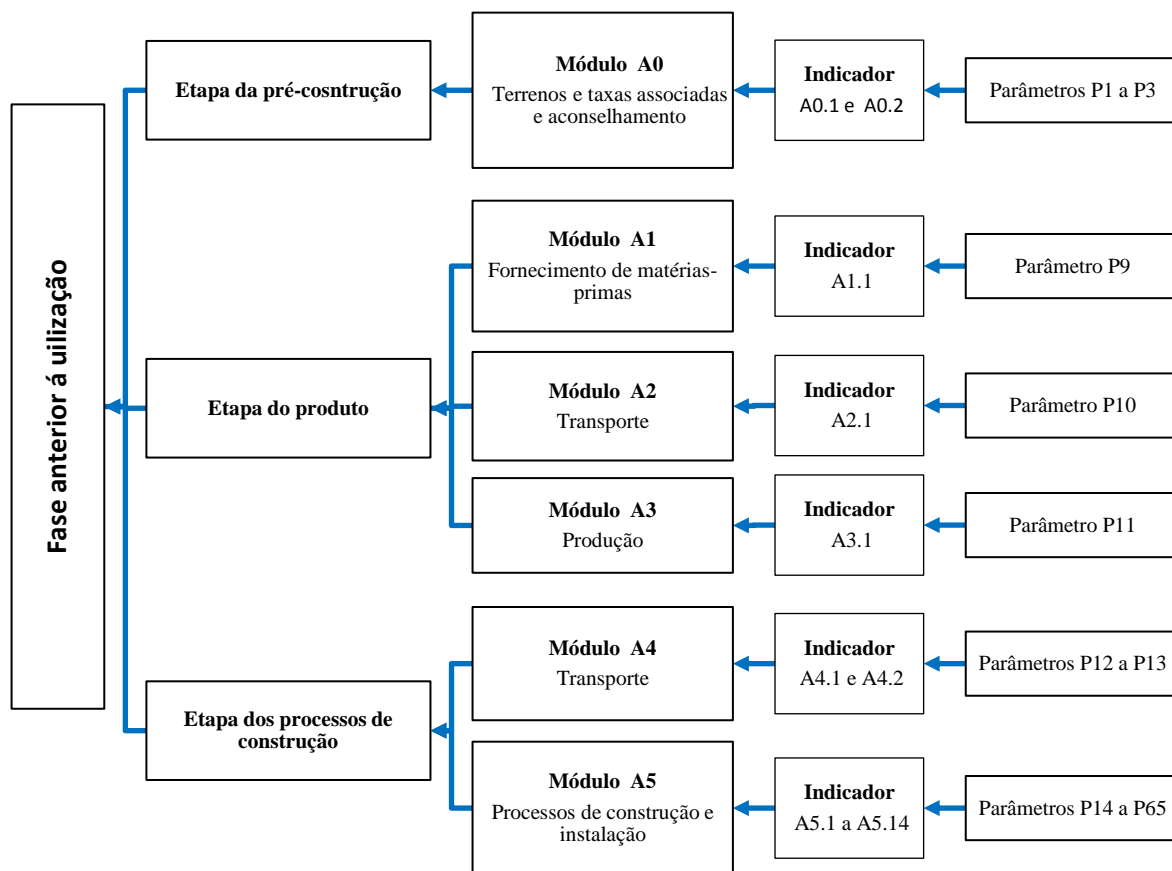 Fase anterior á uilização
Etapa da pré-cosntrução
Módulo A0
Terrenos e taxas associadas
e aconselhamento
Indicador
A0.1 e A0.2
Parâmetros P1 a P3
Etapa do produto
Módulo A1
Fornecimento de matérias-
primas
Indicador
A1.1
Parâmetro P9
Módulo A2
Transporte
Indicador
A2.1
Parâmetro P10
Módulo A3
Produção
Indicador
A3.1
Parâmetro P11
Etapa dos processos de
construção
Módulo A4
Transporte
Indicador
A4.1 e A4.2
Parâmetros P12 a P13
Módulo A5
Processos de construção e
instalação
Indicador
A5.1 a A5.14
Parâmetros P14 a P65